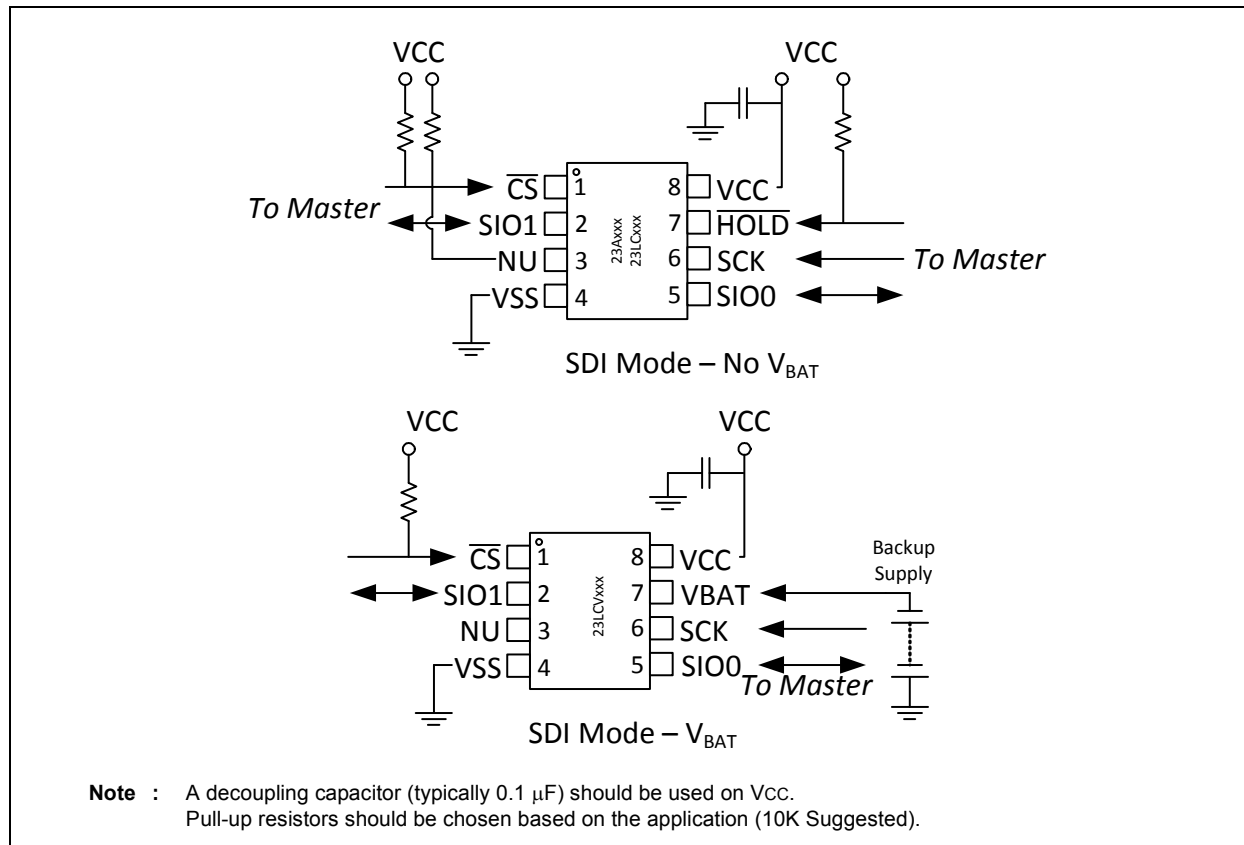 VCC
VCC
CS
1
8
VCC
To Master
SIO1
2
7
HOLD
23Axxx
23LCxxx
NU
3
6
SCK
To Master
VSS
4
5
SIO0
SDI Mode – No VBAT
VCC
VCC
CS
1
8
VCC
Backup
Supply
SIO1
2
7
VBAT
23LCVxxx
NU
3
6
SCK
VSS
4
5
SIO0
To Master
SDI Mode – VBAT
Note : A decoupling capacitor (typically 0.1 μF) should be used on VCC.
Pull-up resistors should be chosen based on the application (10K Suggested).